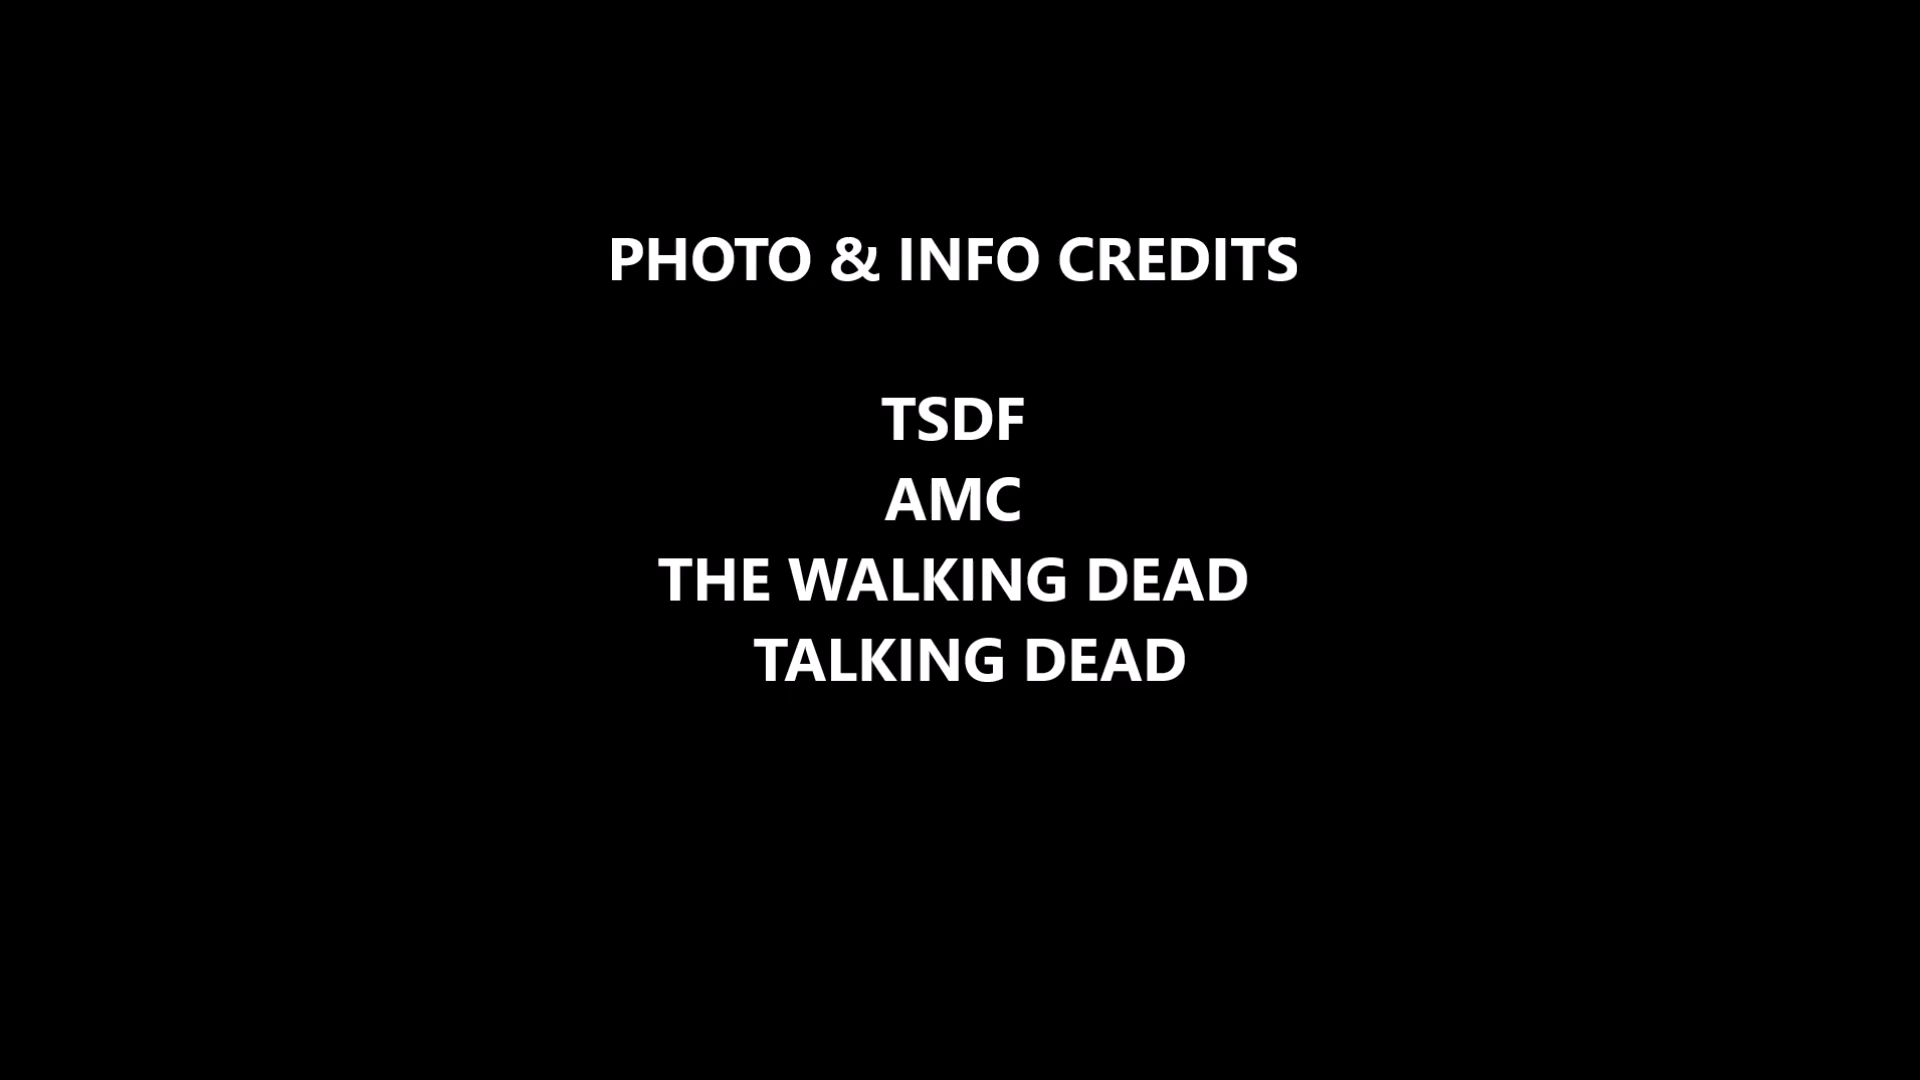 PHOTO & INFO CREDITS
TSDF
AMC
THE WALKING DEAD
TALKING DEAD